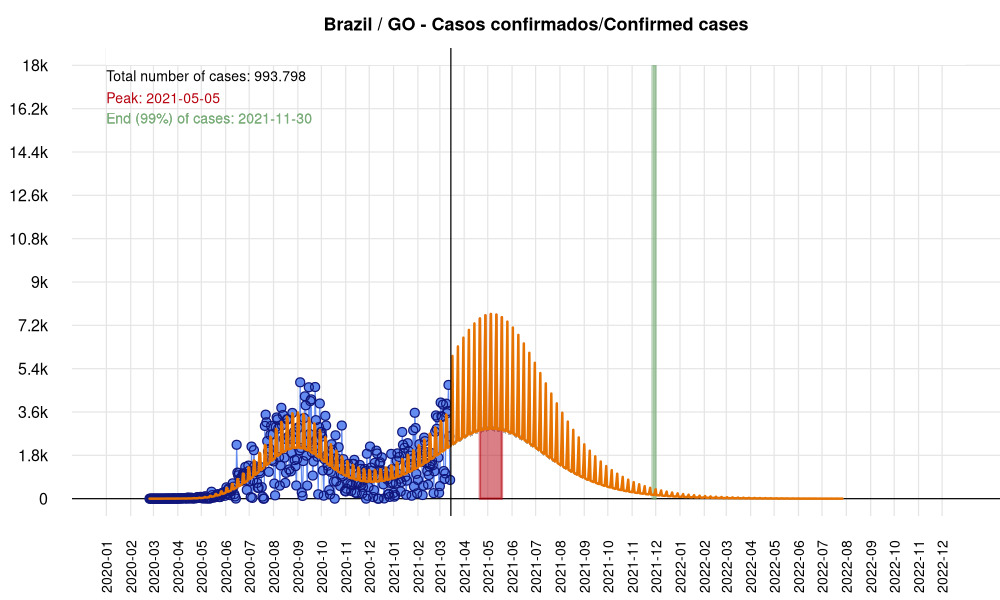 Brazil / GO - Casos confirmados/Confirmed cases
Total number of cases: 993.798
Peak: 2021-05-05
End (99%) of cases: 2021-11-30
18k
16.2k
14.4k
12.6k
10.8k
9k
7.2k
5.4k
3.6k
1.8k
0
2020-01
2020-02
2020-03
2020-04
2020-05
2020-06
2020-07
2020-08
2020-09
2020-10
2020-11
2020-12
2021-01
2021-02
2021-03
2021-04
2021-05
2021-06
2021-07
2021-08
2021-09
2021-10
2021-11
2021-12
2022-01
2022-02
2022-03
2022-04
2022-05
2022-06
2022-07
2022-08
2022-09
2022-10
2022-11
2022-12